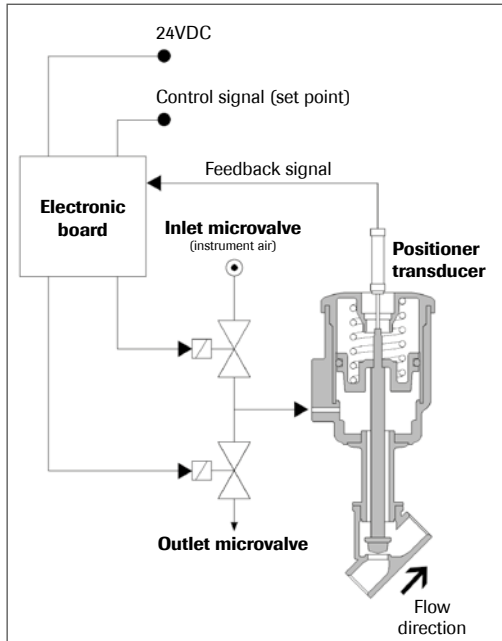 24VDC
Control signal (set point)
Feedback signal
Electronic
board
Inlet microvalve
(instrument air)
Positioner
transducer
Outlet microvalve
Flow
direction